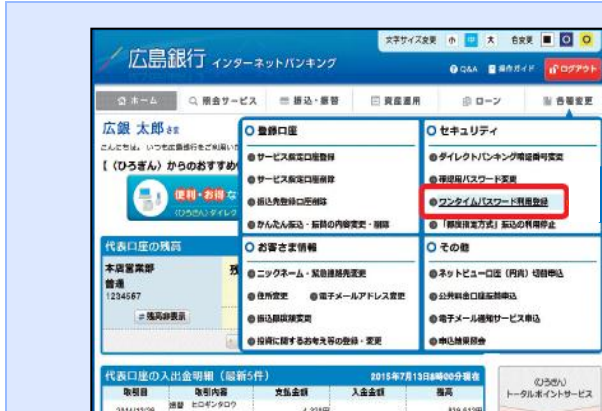 文字サイズ変更 小 中 大 色変更
広島銀行 インターネットバンキング
Q&A 操作ガイド ログアウト
ホーム 照会サービス 振込・振替 資産運用 ローン 各種変更
広銀 太郎さま
こんにちは。いつも広島銀行をご利用いた
【〈ひろぎん〉からのおすすめ
便利・お得な
〈ひろぎん〉ダイレク
登録口座
サービス指定口座登録
サービス指定口座削除
振込先登録口座削除
かんたん振込・振替の内容変更・削除
セキュリティ
ダイレクトバンキング暗証番号変更
確認用パスワード変更
ワンタイムパスワード利用登録
「都度指定方式」振込の利用停止
お客さま情報
ニックネーム・緊急連絡先変更
住所変更 電子メールアドレス変更
振込限度額変更
投資に関するお考え等の登録・変更
その他
ネットビュー口座（円貨）切替申込
公共料金口座振替申込
電子メール通知サービス申込
申込結果照会
代表口座の残高
本店営業部
普通
1234567
残
残高非表示
代表口座の入出金明細（最新5件） 2015年7月13日8時00分現在
取引日 取引内容 支払金額 入金金額 残高
振替 ヒロギンタロウ
〈ひろぎん〉
トータルポイントサービス